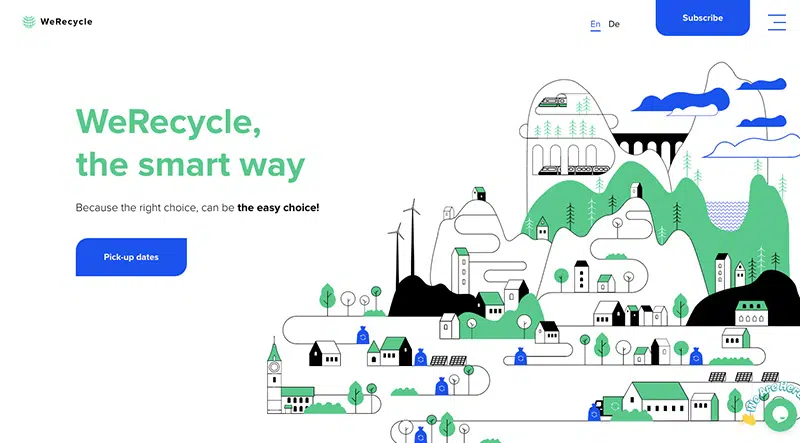 WeRecycle
En De
Subscribe
WeRecycle,
the smart way
Because the right choice, can be the easy choice!
Pick-up dates
We Are Here